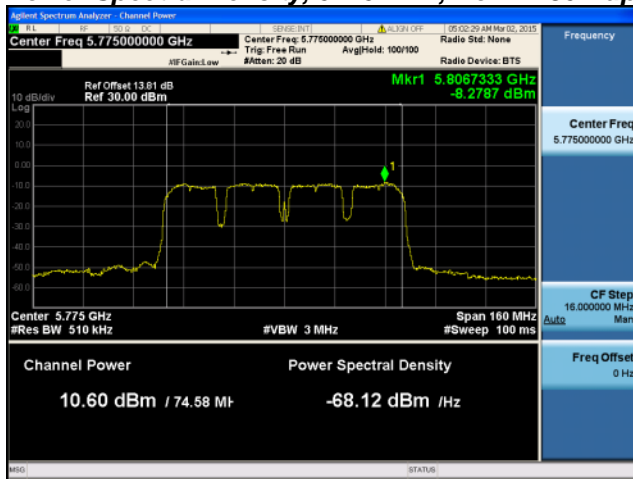 Agilent Spectrum Analyzer - Channel Power
RL RF 50 Ω DC SENSE:INT ALIGN OFF 05:02:29 AM Mar 02, 2015
Center Freq 5.775000000 GHz
Center Freq: 5.775000000 GHz
Radio Std: None
Trig: Free Run Avg|Hold: 100/100
#IFGain:Low #Atten: 20 dB Radio Device: BTS
Frequency
Mkr1 5.8067333 GHz
-8.2787 dBm
Ref Offset 13.81 dB
10 dB/div Ref 30.00 dBm
Log
20.0
10.0
0.00
-10.0
-20.0
-30.0
-40.0
-50.0
-60.0
1
Center Freq
5.775000000 GHz
Center 5.775 GHz Span 160 MHz
#Res BW 510 kHz #VBW 3 MHz #Sweep 100 ms
CF Step
16.000000 MHz
Auto Man
Channel Power Power Spectral Density
10.60 dBm / 74.58 MH -68.12 dBm /Hz
Freq Offset
0 Hz
MSG STATUS